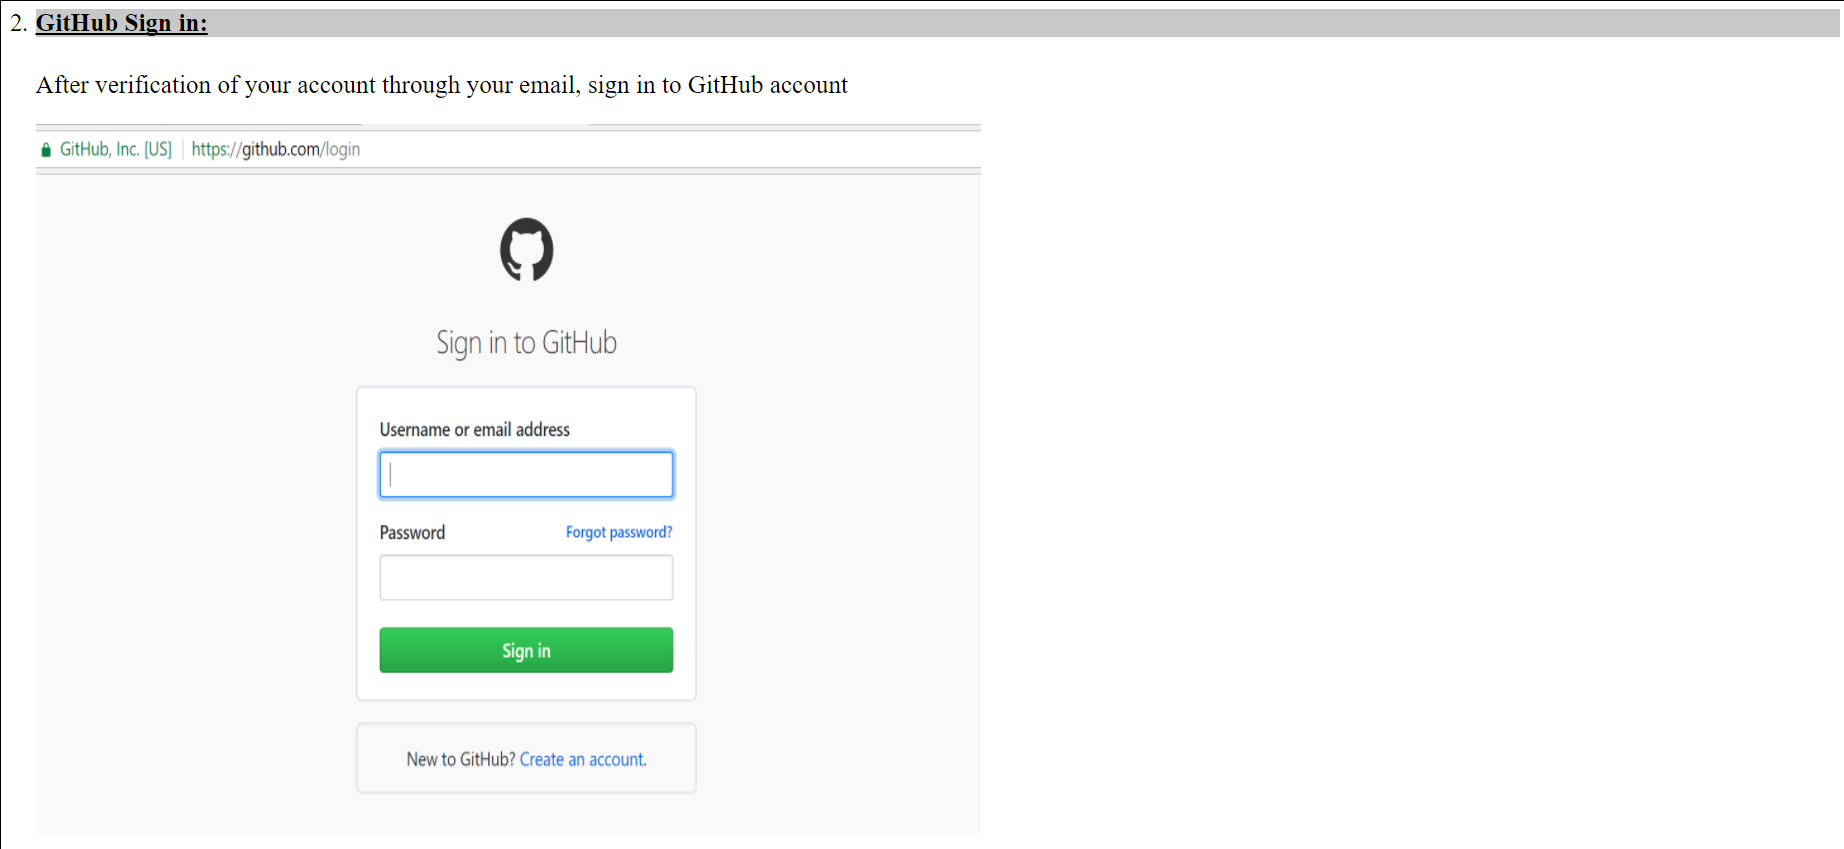 2. GitHub Sign in:
After verification of your account through your email, sign in to GitHub account
GitHub, Inc. [US] https://github.com/login
Sign in to GitHub
Username or email address
Password Forgot password?
Sign in
New to GitHub? Create an account.